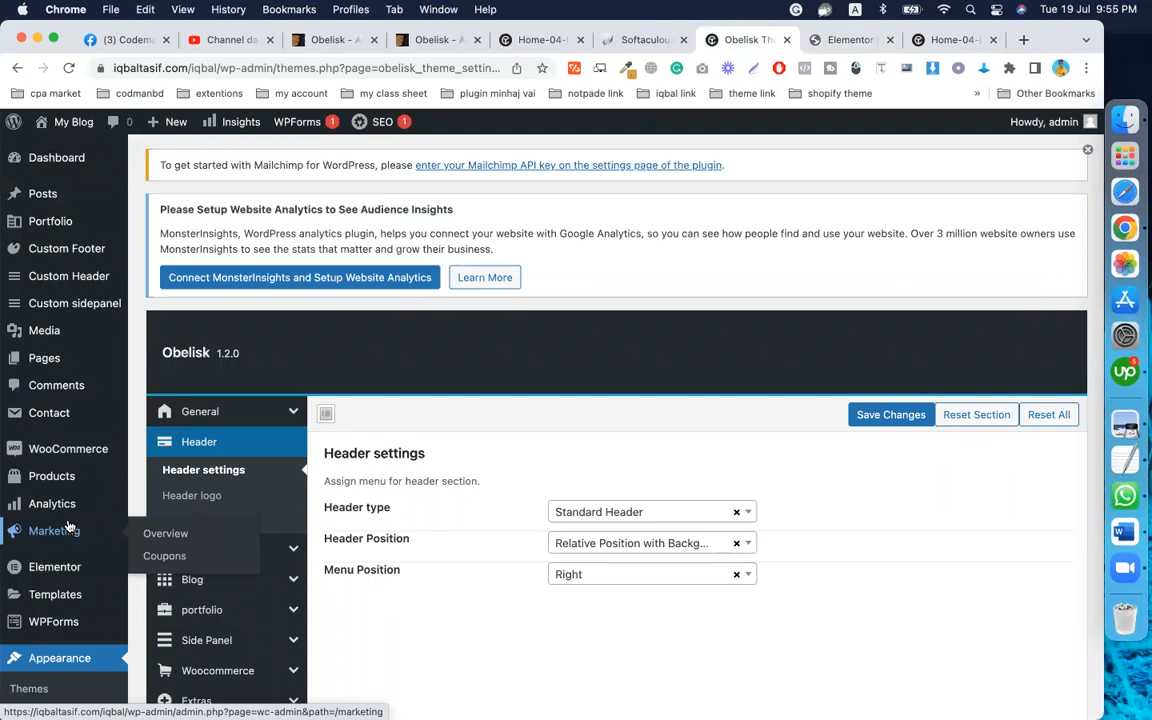 Chrome File Edit View History Bookmarks Profiles Tab Window Help A Tue 19 Jul 9:55 PM
(3) Codema Channel da Obelisk - A Obelisk - A Home-04-L Softaculous Obelisk Th Elementor Home-04-L
iqbaltasif.com/iqbal/wp-admin/themes.php?page=obelisk_theme_settin...
cpa market codmanbd extentions my account my class sheet plugin minhaj vai notpade link iqbal link theme link shopify theme » Other Bookmarks
My Blog 0 New Insights WPForms 1 SEO 1 Howdy, admin
Dashboard
Posts
Portfolio
Custom Footer
Custom Header
Custom sidepanel
Media
Pages
Comments
Contact
WooCommerce
Products
Analytics
Marketing
Overview
Coupons
Elementor
Templates
WPForms
Appearance
Themes
To get started with Mailchimp for WordPress, please enter your Mailchimp API key on the settings page of the plugin.
Please Setup Website Analytics to See Audience Insights
MonsterInsights, WordPress analytics plugin, helps you connect your website with Google Analytics, so you can see how people find and use your website. Over 3 million website owners use
MonsterInsights to see the stats that matter and grow their business.
Connect MonsterInsights and Setup Website Analytics Learn More
Obelisk 1.2.0
General
Header
Header settings
Header logo
Blog
portfolio
Side Panel
Woocommerce
Extras
Save Changes Reset Section Reset All
Header settings
Assign menu for header section.
Header type Standard Header
Header Position Relative Position with Backg...
Menu Position Right
https://iqbaltasif.com/iqbal/wp-admin/admin.php?page=wc-admin&path=/marketing
up 5